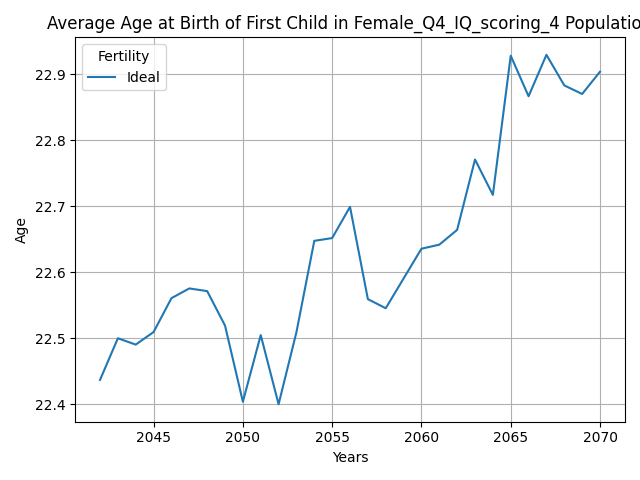 Average Age at Birth of First Child in Female_Q4_IQ_scoring_4 Populatio
Fertility
Ideal
22.9
22.8
22.7
22.6
22.5
22.4
Age
2045 2050 2055 2060 2065 2070
Years